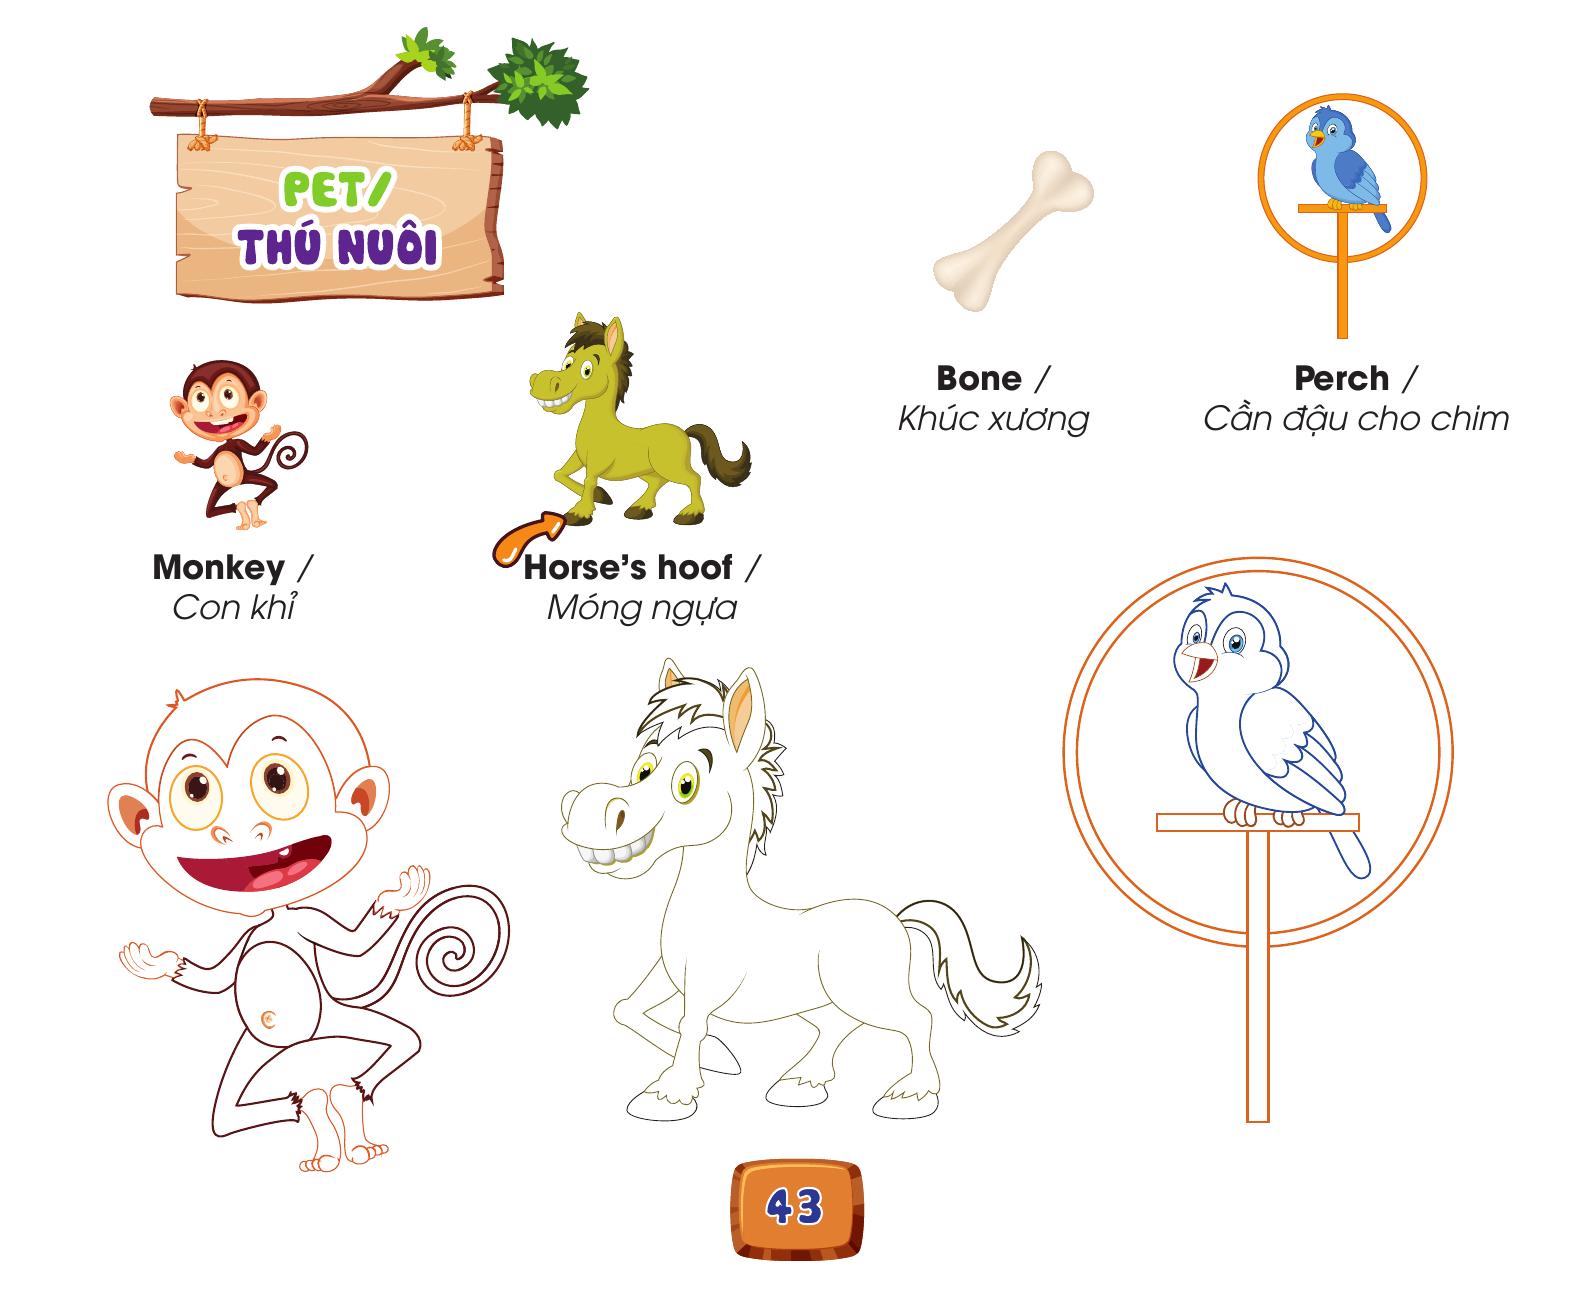 PET/
THÚ NUÔI
Bone /
Khúc xương
Perch /
Cần đậu cho chim
Monkey /
Con khỉ
Horse’s hoof /
Móng ngựa
43